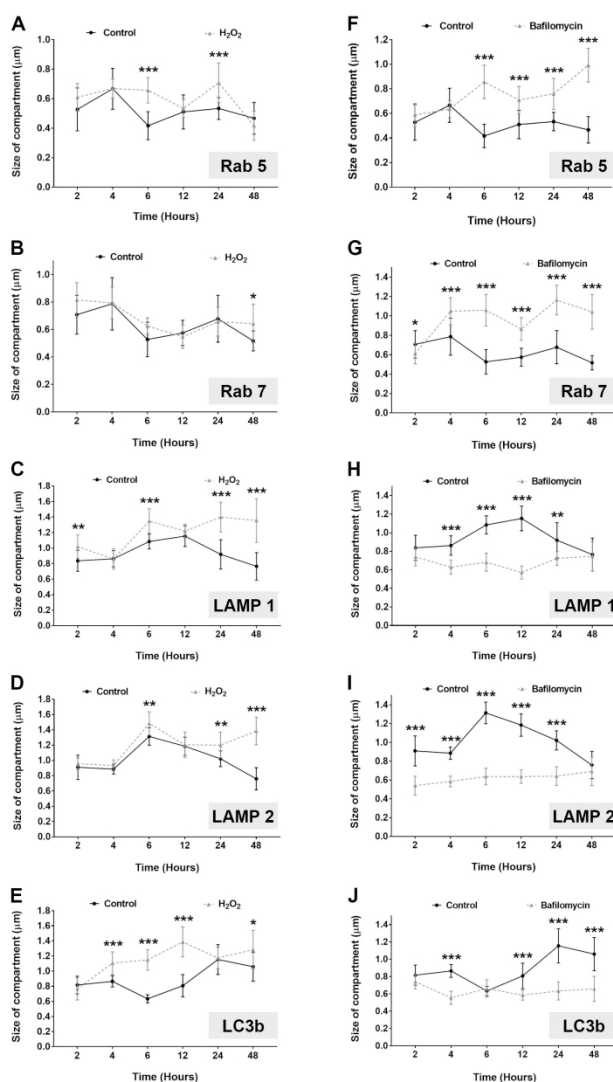 A
Control H₂O₂
***
***
Size of compartment (µm)
1.0
0.8
0.6
0.4
0.2
0.0
2 4 6 12 24 48
Time (Hours)
Rab 5
B
Control H₂O₂
*
Size of compartment (µm)
1.0
0.8
0.6
0.4
0.2
0.0
2 4 6 12 24 48
Time (Hours)
Rab 7
C
Control H₂O₂
** *** *** ***
Size of compartment (µm)
1.8
1.6
1.4
1.2
1.0
0.8
0.6
0.4
0.2
0.0
2 4 6 12 24 48
Time (Hours)
LAMP 1
D
Control H₂O₂
** ** ***
Size of compartment (µm)
1.8
1.6
1.4
1.2
1.0
0.8
0.6
0.4
0.2
0.0
2 4 6 12 24 48
Time (Hours)
LAMP 2
E
Control H₂O₂
*** *** *** *
Size of compartment (µm)
1.8
1.6
1.4
1.2
1.0
0.8
0.6
0.4
0.2
0.0
2 4 6 12 24 48
Time (Hours)
LC3b
F
Control Bafilomycin
*** *** *** ***
Size of compartment (µm)
1.2
1.0
0.8
0.6
0.4
0.2
0.0
2 4 6 12 24 48
Time (Hours)
Rab 5
G
Control Bafilomycin
* *** *** *** *** ***
Size of compartment (µm)
1.4
1.2
1.0
0.8
0.6
0.4
0.2
0.0
2 4 6 12 24 48
Time (Hours)
Rab 7
H
Control Bafilomycin
*** *** *** **
Size of compartment (µm)
1.4
1.2
1.0
0.8
0.6
0.4
0.2
0.0
2 4 6 12 24 48
Time (Hours)
LAMP 1
I
Control Bafilomycin
*** *** *** *** ***
Size of compartment (µm)
1.6
1.4
1.2
1.0
0.8
0.6
0.4
0.2
0.0
2 4 6 12 24 48
Time (Hours)
LAMP 2
J
Control Bafilomycin
*** *** *** ***
Size of compartment (µm)
1.6
1.4
1.2
1.0
0.8
0.6
0.4
0.2
0.0
2 4 6 12 24 48
Time (Hours)
LC3b